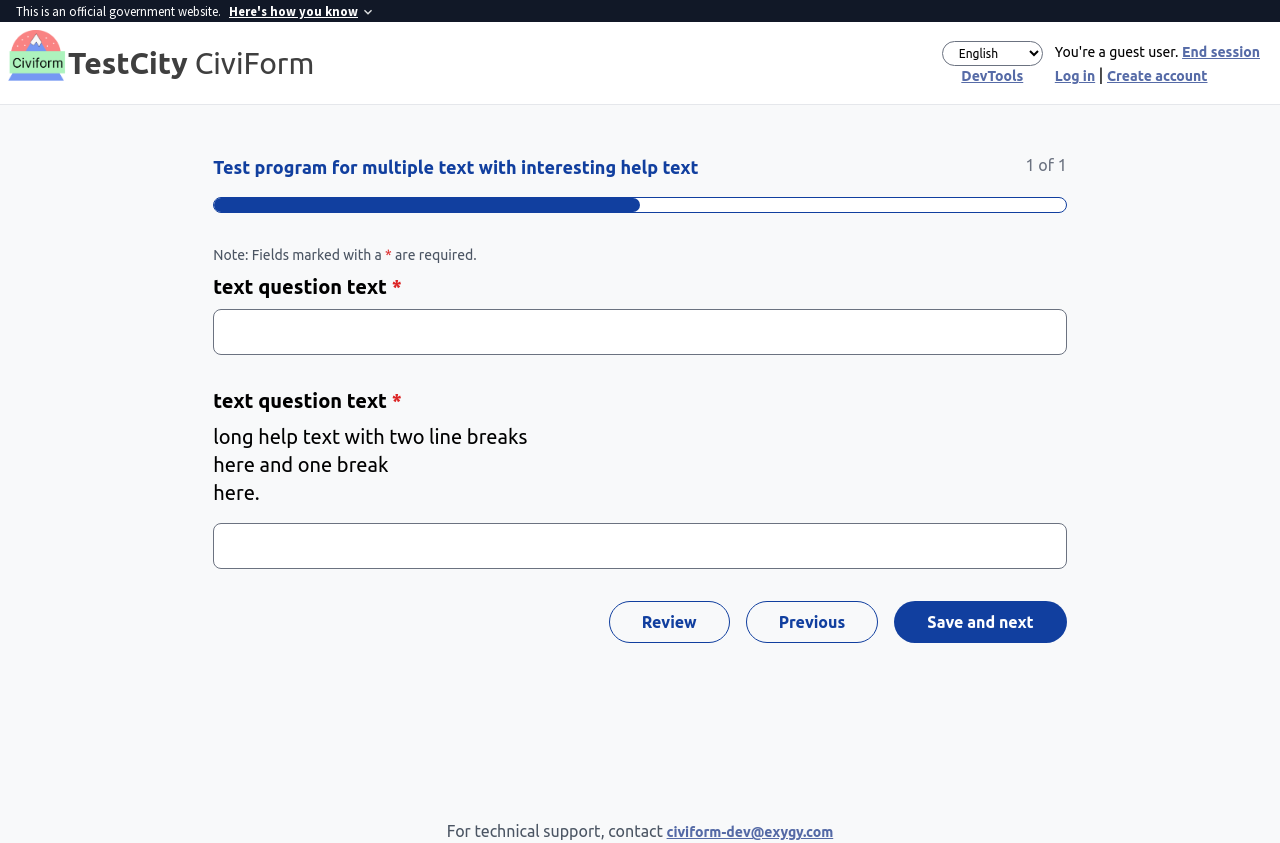 This is an official government website. Here's how you know
Civiform
TestCity CiviForm
English
You're a guest user. End session
DevTools
Log in | Create account
Test program for multiple text with interesting help text
1 of 1
Note: Fields marked with a * are required.
text question text *
text question text *
long help text with two line breaks
here and one break
here.
Review
Previous
Save and next
For technical support, contact civiform-dev@exygy.com